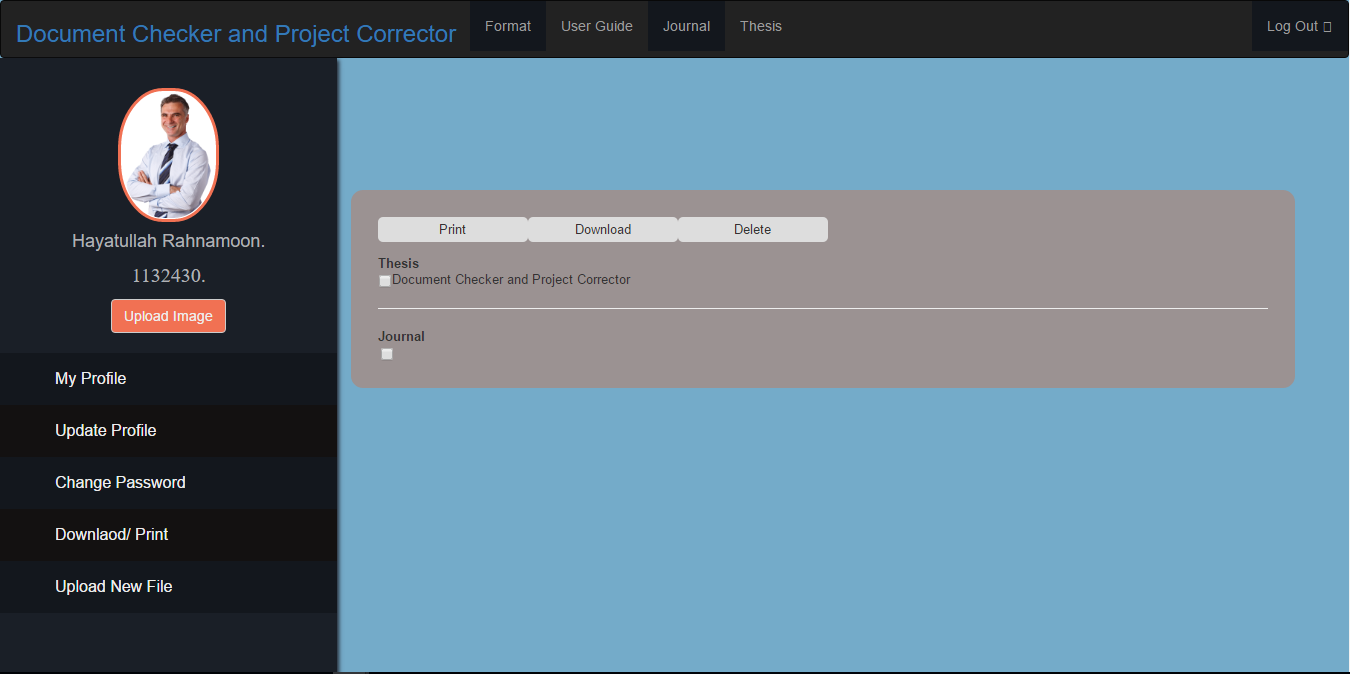 Document Checker and Project Corrector
Format
User Guide
Journal
Thesis
Log Out
Hayatullah Rahnamoon.
1132430.
Upload Image
My Profile
Update Profile
Change Password
Downlaod/ Print
Upload New File
Print
Download
Delete
Thesis
Document Checker and Project Corrector
Journal